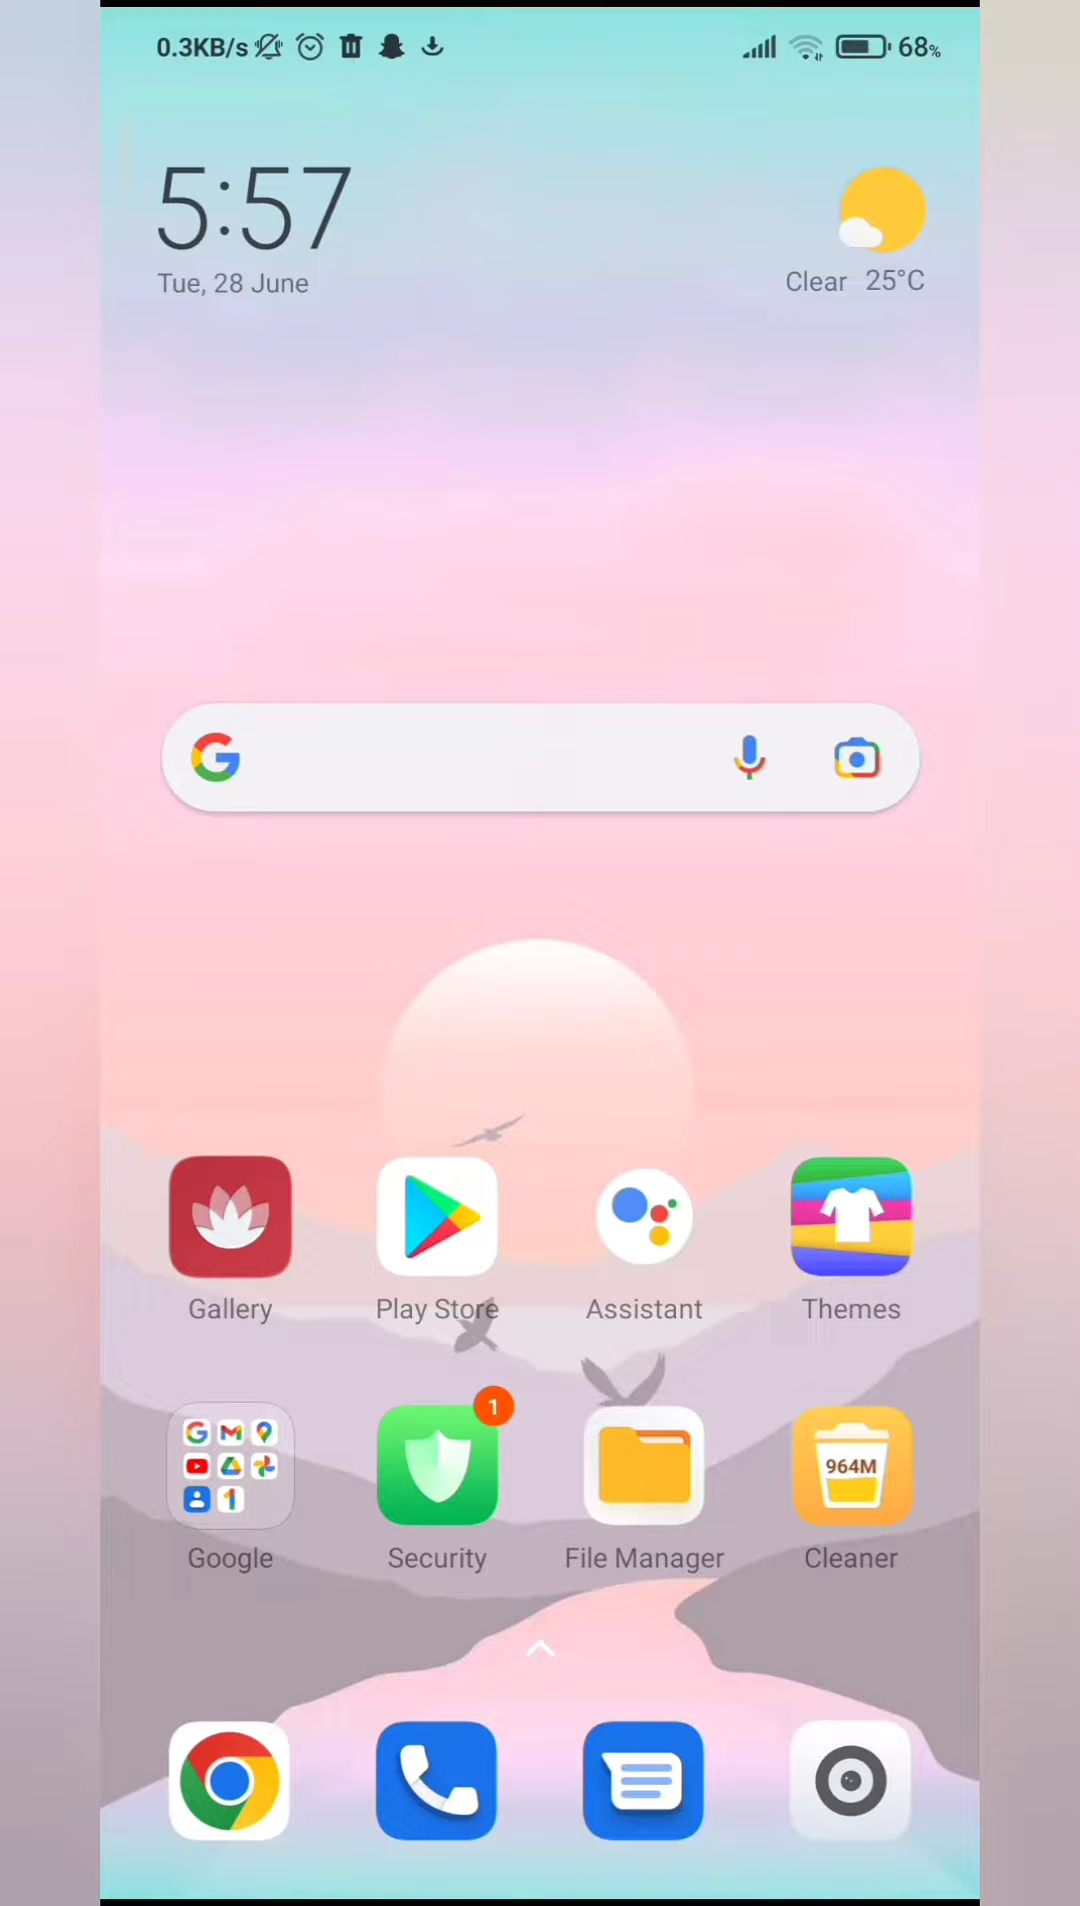 0.3KB/s 68%
5:57
Tue, 28 June
Clear 25°C
Gallery Play Store Assistant Themes
1
964M
Google Security File Manager Cleaner